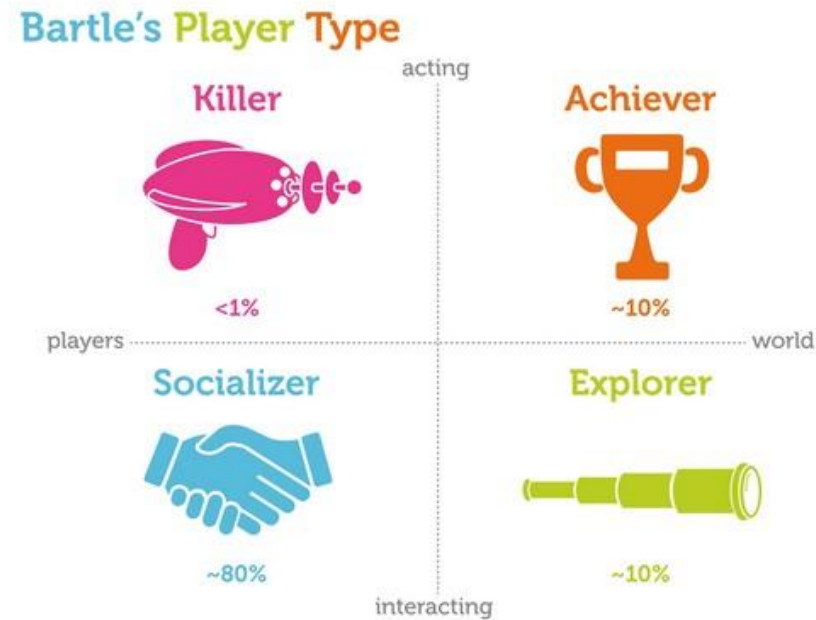 Bartle's Player Type
acting
Killer
Achiever
<1%
~10%
players
world
Socializer
Explorer
~80%
~10%
interacting